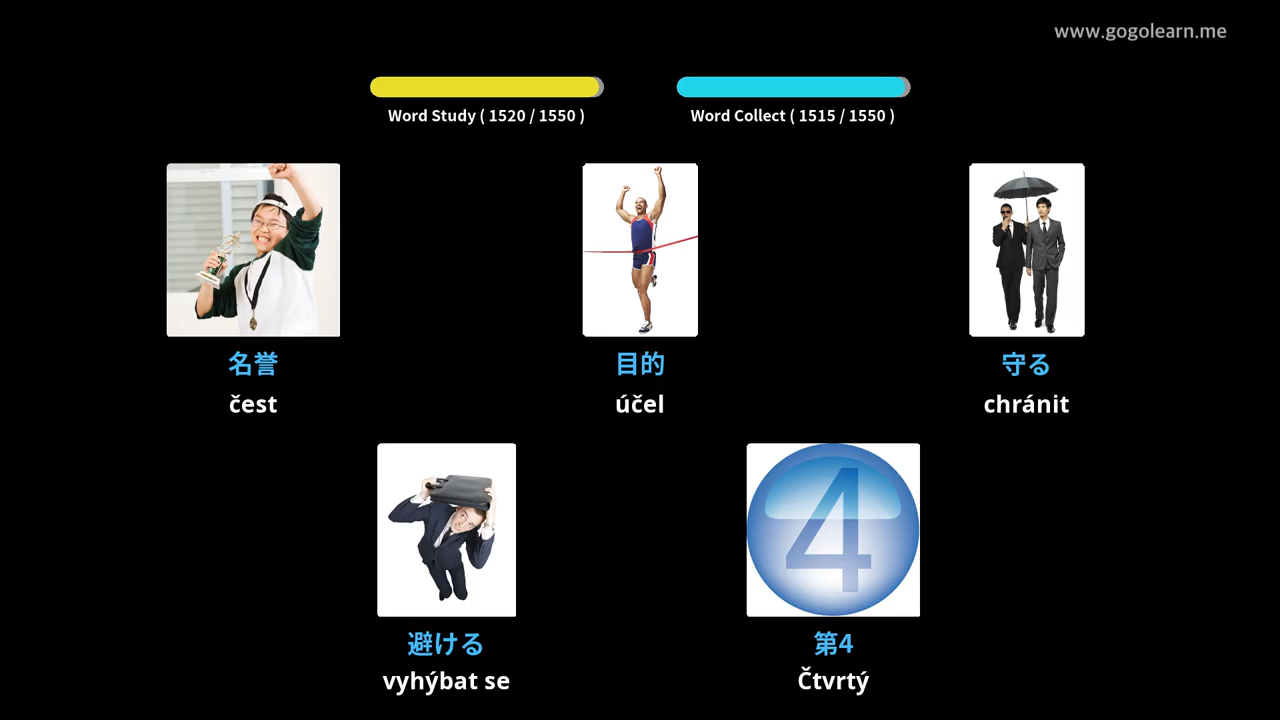 www.gogolearn.me
Word Study ( 1520 / 1550 )
Word Collect ( 1515 / 1550 )
名誉
čest
目的
účel
守る
chránit
避ける
vyhýbat se
4
第4
Čtvrtý